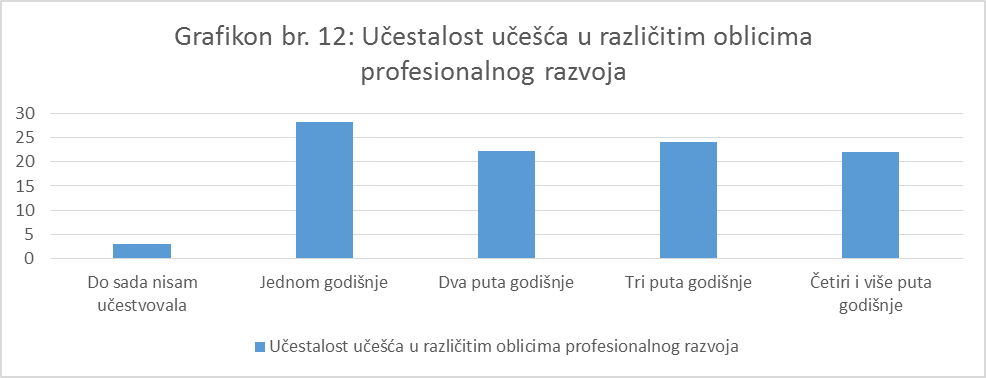 Grafikon br. 12: Učestalost učešća u različitim oblicima
profesionalnog razvoja
30
25
20
15
10
5
0
Do sada nisam
učestvovala
Jednom godišnje
Dva puta godišnje
Tri puta godišnje
Četiri i više puta
godišnje
Učestalost učešća u različitim oblicima profesionalnog razvoja